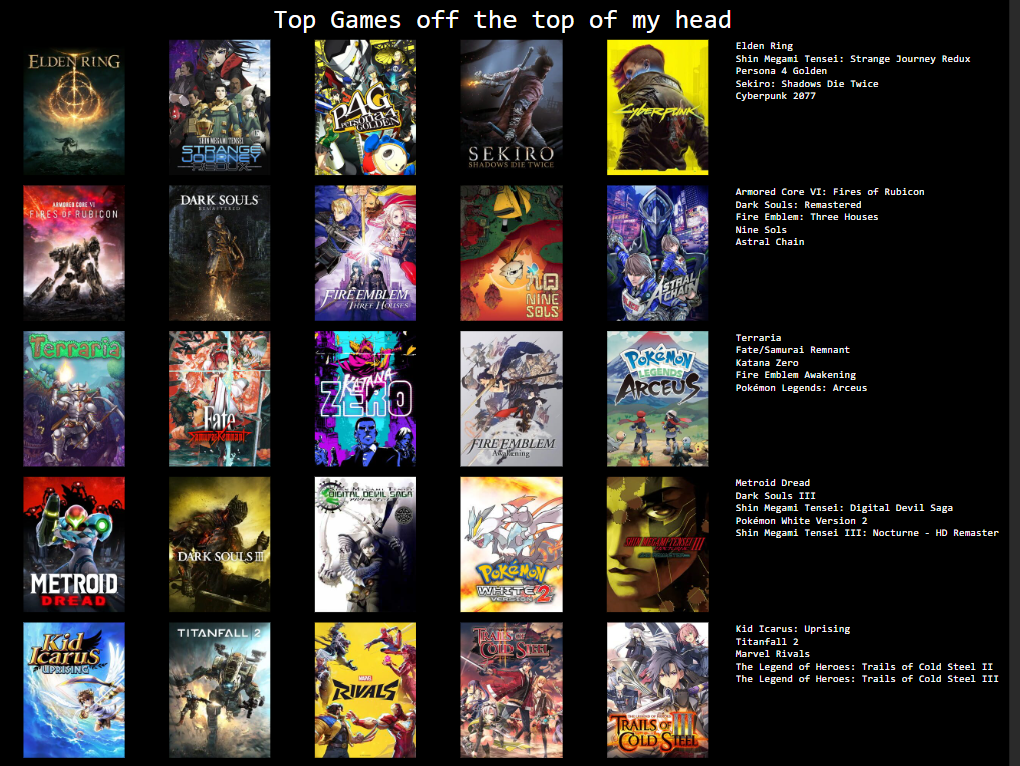 Top Games off the top of my head
ELDEN RING
SHIN MEGAMI TENSEI
STRANGE
JOURNEY
REDUX
P4G
Persona4
GOLDEN
SEKIRO
SHADOWS DIE TWICE
CYBERPUNK
Elden Ring
Shin Megami Tensei: Strange Journey Redux
Persona 4 Golden
Sekiro: Shadows Die Twice
Cyberpunk 2077
ARMORED CORE VI
FIRES OF RUBICON
DARK SOULS
REMASTERED
FIRE EMBLEM
THREE HOUSES
NINE
SOLS
ASTRAL
CHAIN
Armored Core VI: Fires of Rubicon
Dark Souls: Remastered
Fire Emblem: Three Houses
Nine Sols
Astral Chain
Terraria
Fate
Samurai Remnant
KATANA
ZERO
FIRE EMBLEM
Awakening
POKÉMON
LEGENDS
ARCEUS
Terraria
Fate/Samurai Remnant
Katana Zero
Fire Emblem Awakening
Pokémon Legends: Arceus
METROID
DREAD
DARK SOULS III
DIGITAL DEVIL SAGA
POKÉMON
WHITE
VERSION 2
SHIN MEGAMI TENSEI III
Metroid Dread
Dark Souls III
Shin Megami Tensei: Digital Devil Saga
Pokémon White Version 2
Shin Megami Tensei III: Nocturne - HD Remaster
Kid
Icarus
UPRISING
TITANFALL 2
MARVEL
RIVALS
TRAILS OF
COLD STEEL
THE LEGEND OF HEROES
TRAILS OF
COLD STEEL III
Kid Icarus: Uprising
Titanfall 2
Marvel Rivals
The Legend of Heroes: Trails of Cold Steel II
The Legend of Heroes: Trails of Cold Steel III